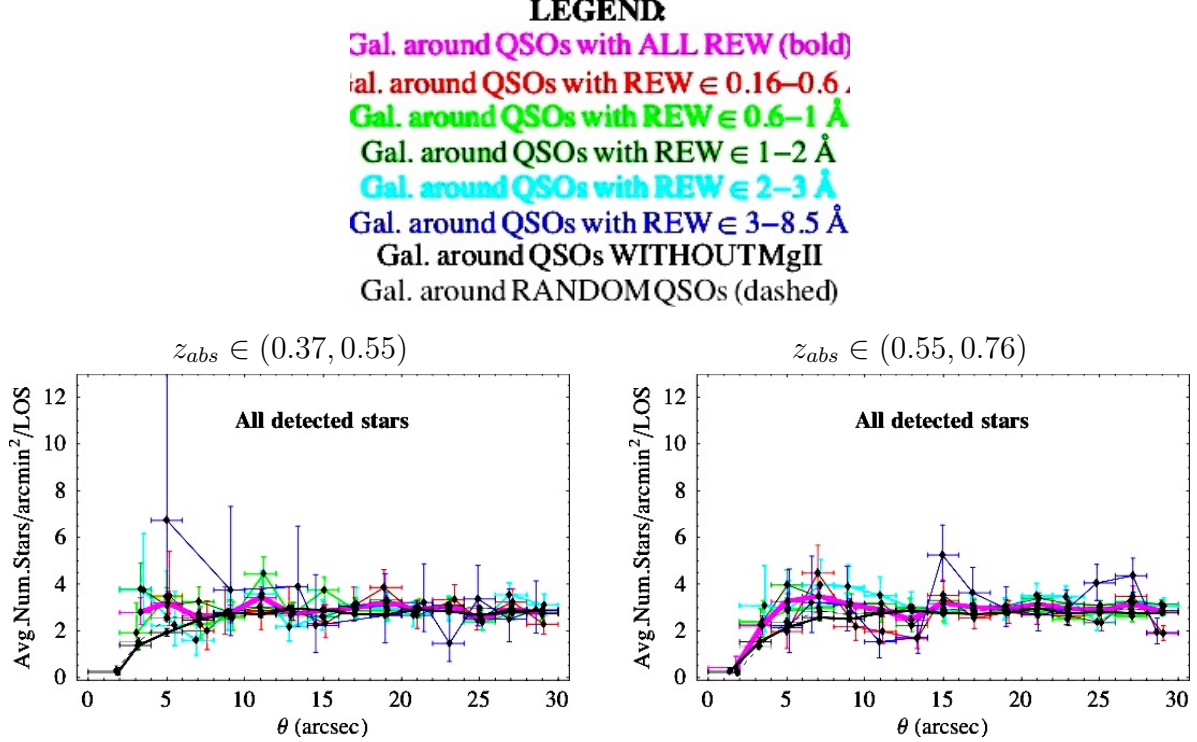 LEGEND:
Gal. around QSOs with ALL REW (bold)
al. around QSOs with REW ∈ 0.16–0.6
Gal. around QSOs with REW ∈ 0.6–1 Å
Gal. around QSOs with REW ∈ 1–2 Å
Gal. around QSOs with REW ∈ 2–3 Å
Gal. around QSOs with REW ∈ 3–8.5 Å
Gal. around QSOs WITHOUT MgII
Gal. around RANDOM QSOs (dashed)
z_abs ∈ (0.37, 0.55)
12
10
8
6
4
2
0
Avg.Num.Stars/arcmin²/LOS
All detected stars
0 5 10 15 20 25 30
θ (arcsec)
z_abs ∈ (0.55, 0.76)
12
10
8
6
4
2
0
Avg.Num.Stars/arcmin²/LOS
All detected stars
0 5 10 15 20 25 30
θ (arcsec)